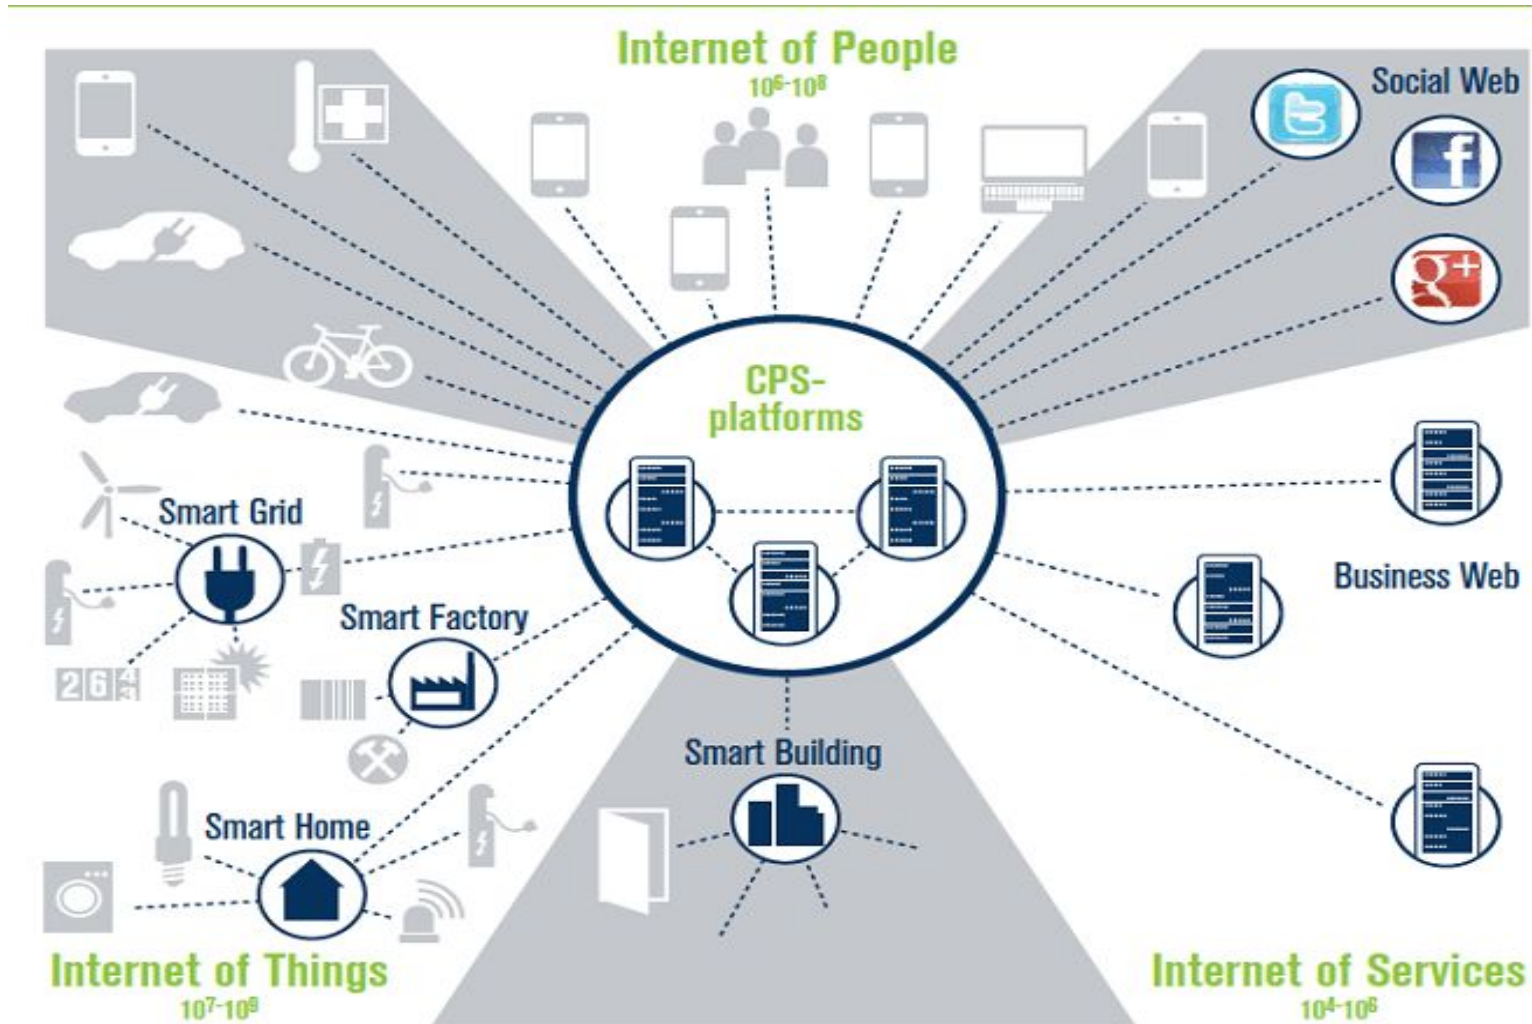 Internet of People
10⁶-10⁸
Social Web
f
g+
CPS-
platforms
Smart Grid
Business Web
Smart Factory
26
Smart Building
Smart Home
Internet of Things
10⁷-10⁹
Internet of Services
10⁴-10⁶